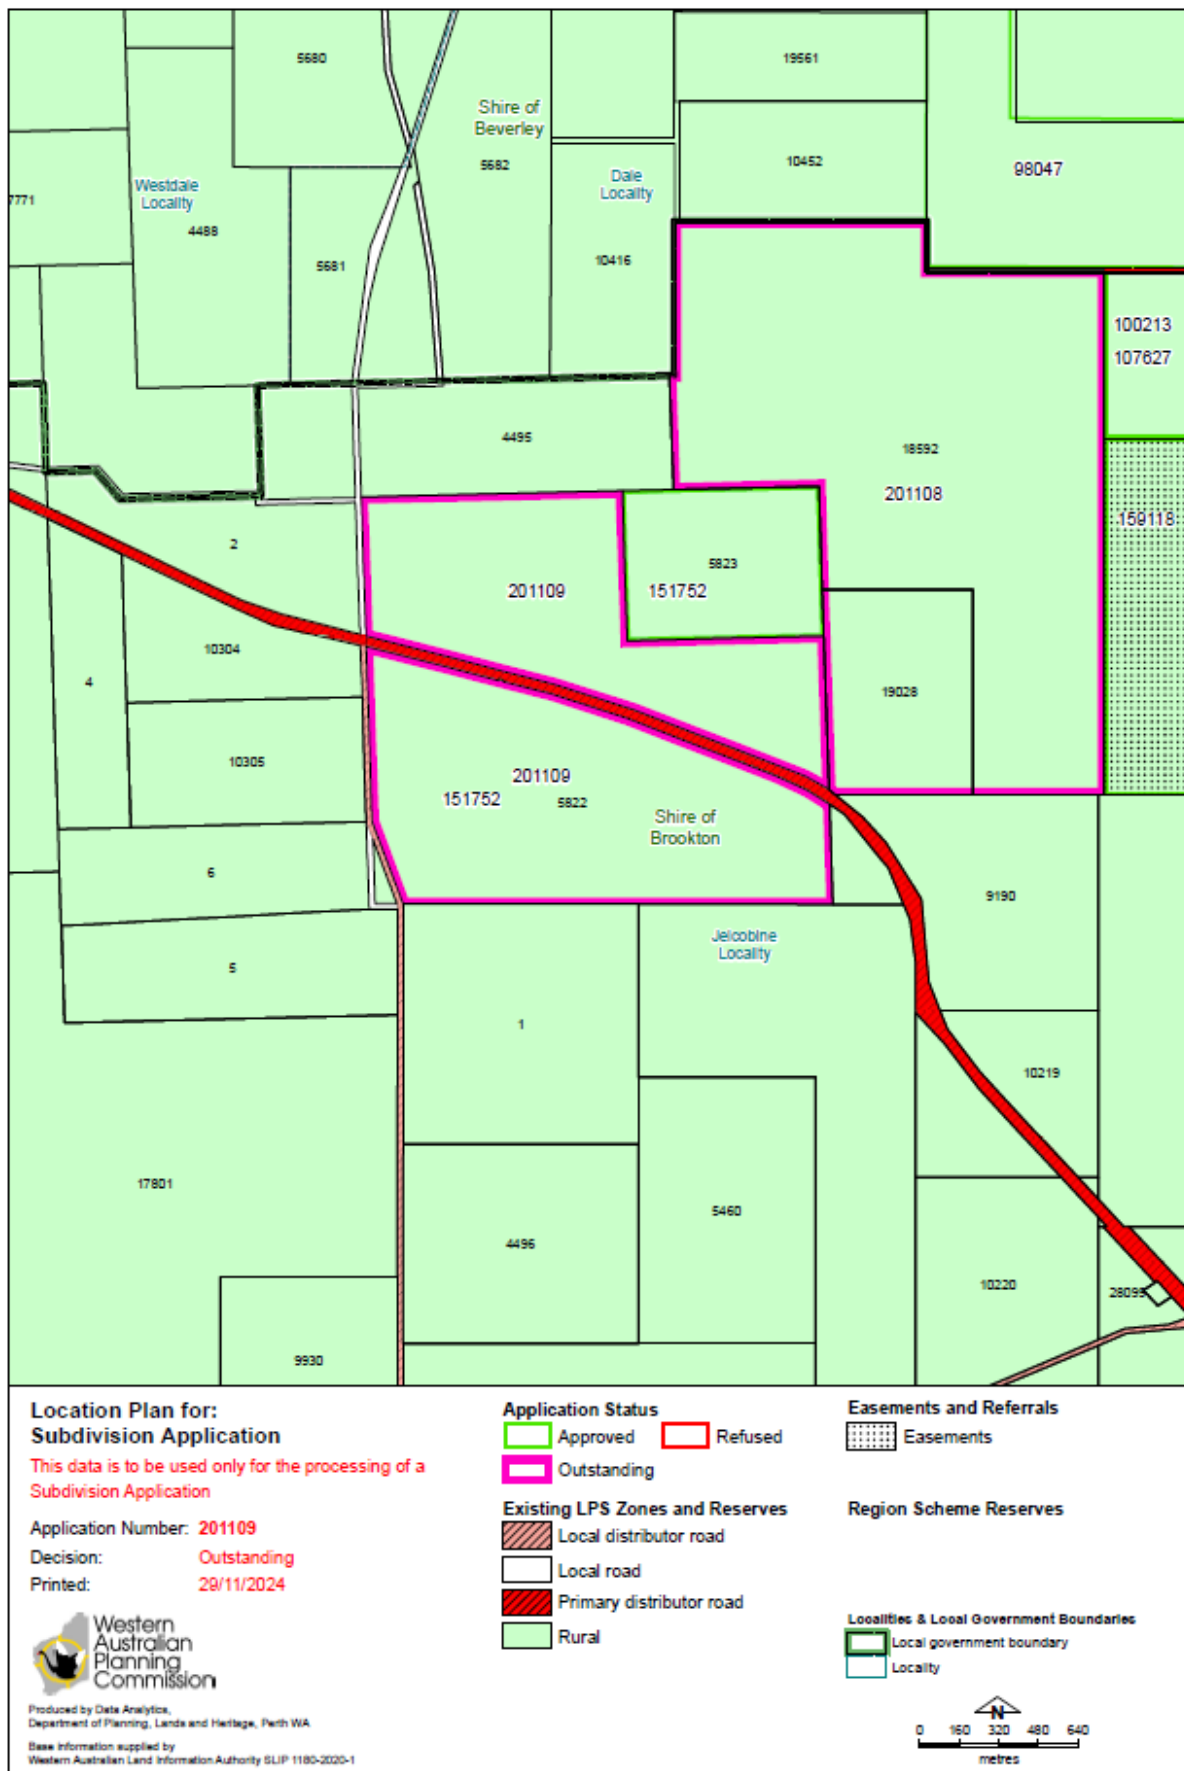 5680
19561
Shire of
Beverley
5682
10452
98047
Westdale
Locality
Dale
Locality
7771
4488
5681
10416
100213
107627
4495
18592
201108
159118
2
5823
201109
151752
10304
4
19028
10305
201109
151752
5822
Shire of
Brookton
6
9190
Jelcobine
Locality
5
1
10219
17801
5460
4496
10220
28099
9930
Location Plan for:
Subdivision Application
This data is to be used only for the processing of a
Subdivision Application
Application Number: 201109
Decision: Outstanding
Printed: 29/11/2024
Western
Australian
Planning
Commission
Produced by Data Analytics,
Department of Planning, Lands and Heritage, Perth WA
Base information supplied by
Western Australian Land Information Authority SLIP 1180-2020-1
Application Status
Approved
Refused
Outstanding
Existing LPS Zones and Reserves
Local distributor road
Local road
Primary distributor road
Rural
Easements and Referrals
Easements
Region Scheme Reserves
Localities & Local Government Boundaries
Local government boundary
Locality
N
0 160 320 480 640
metres